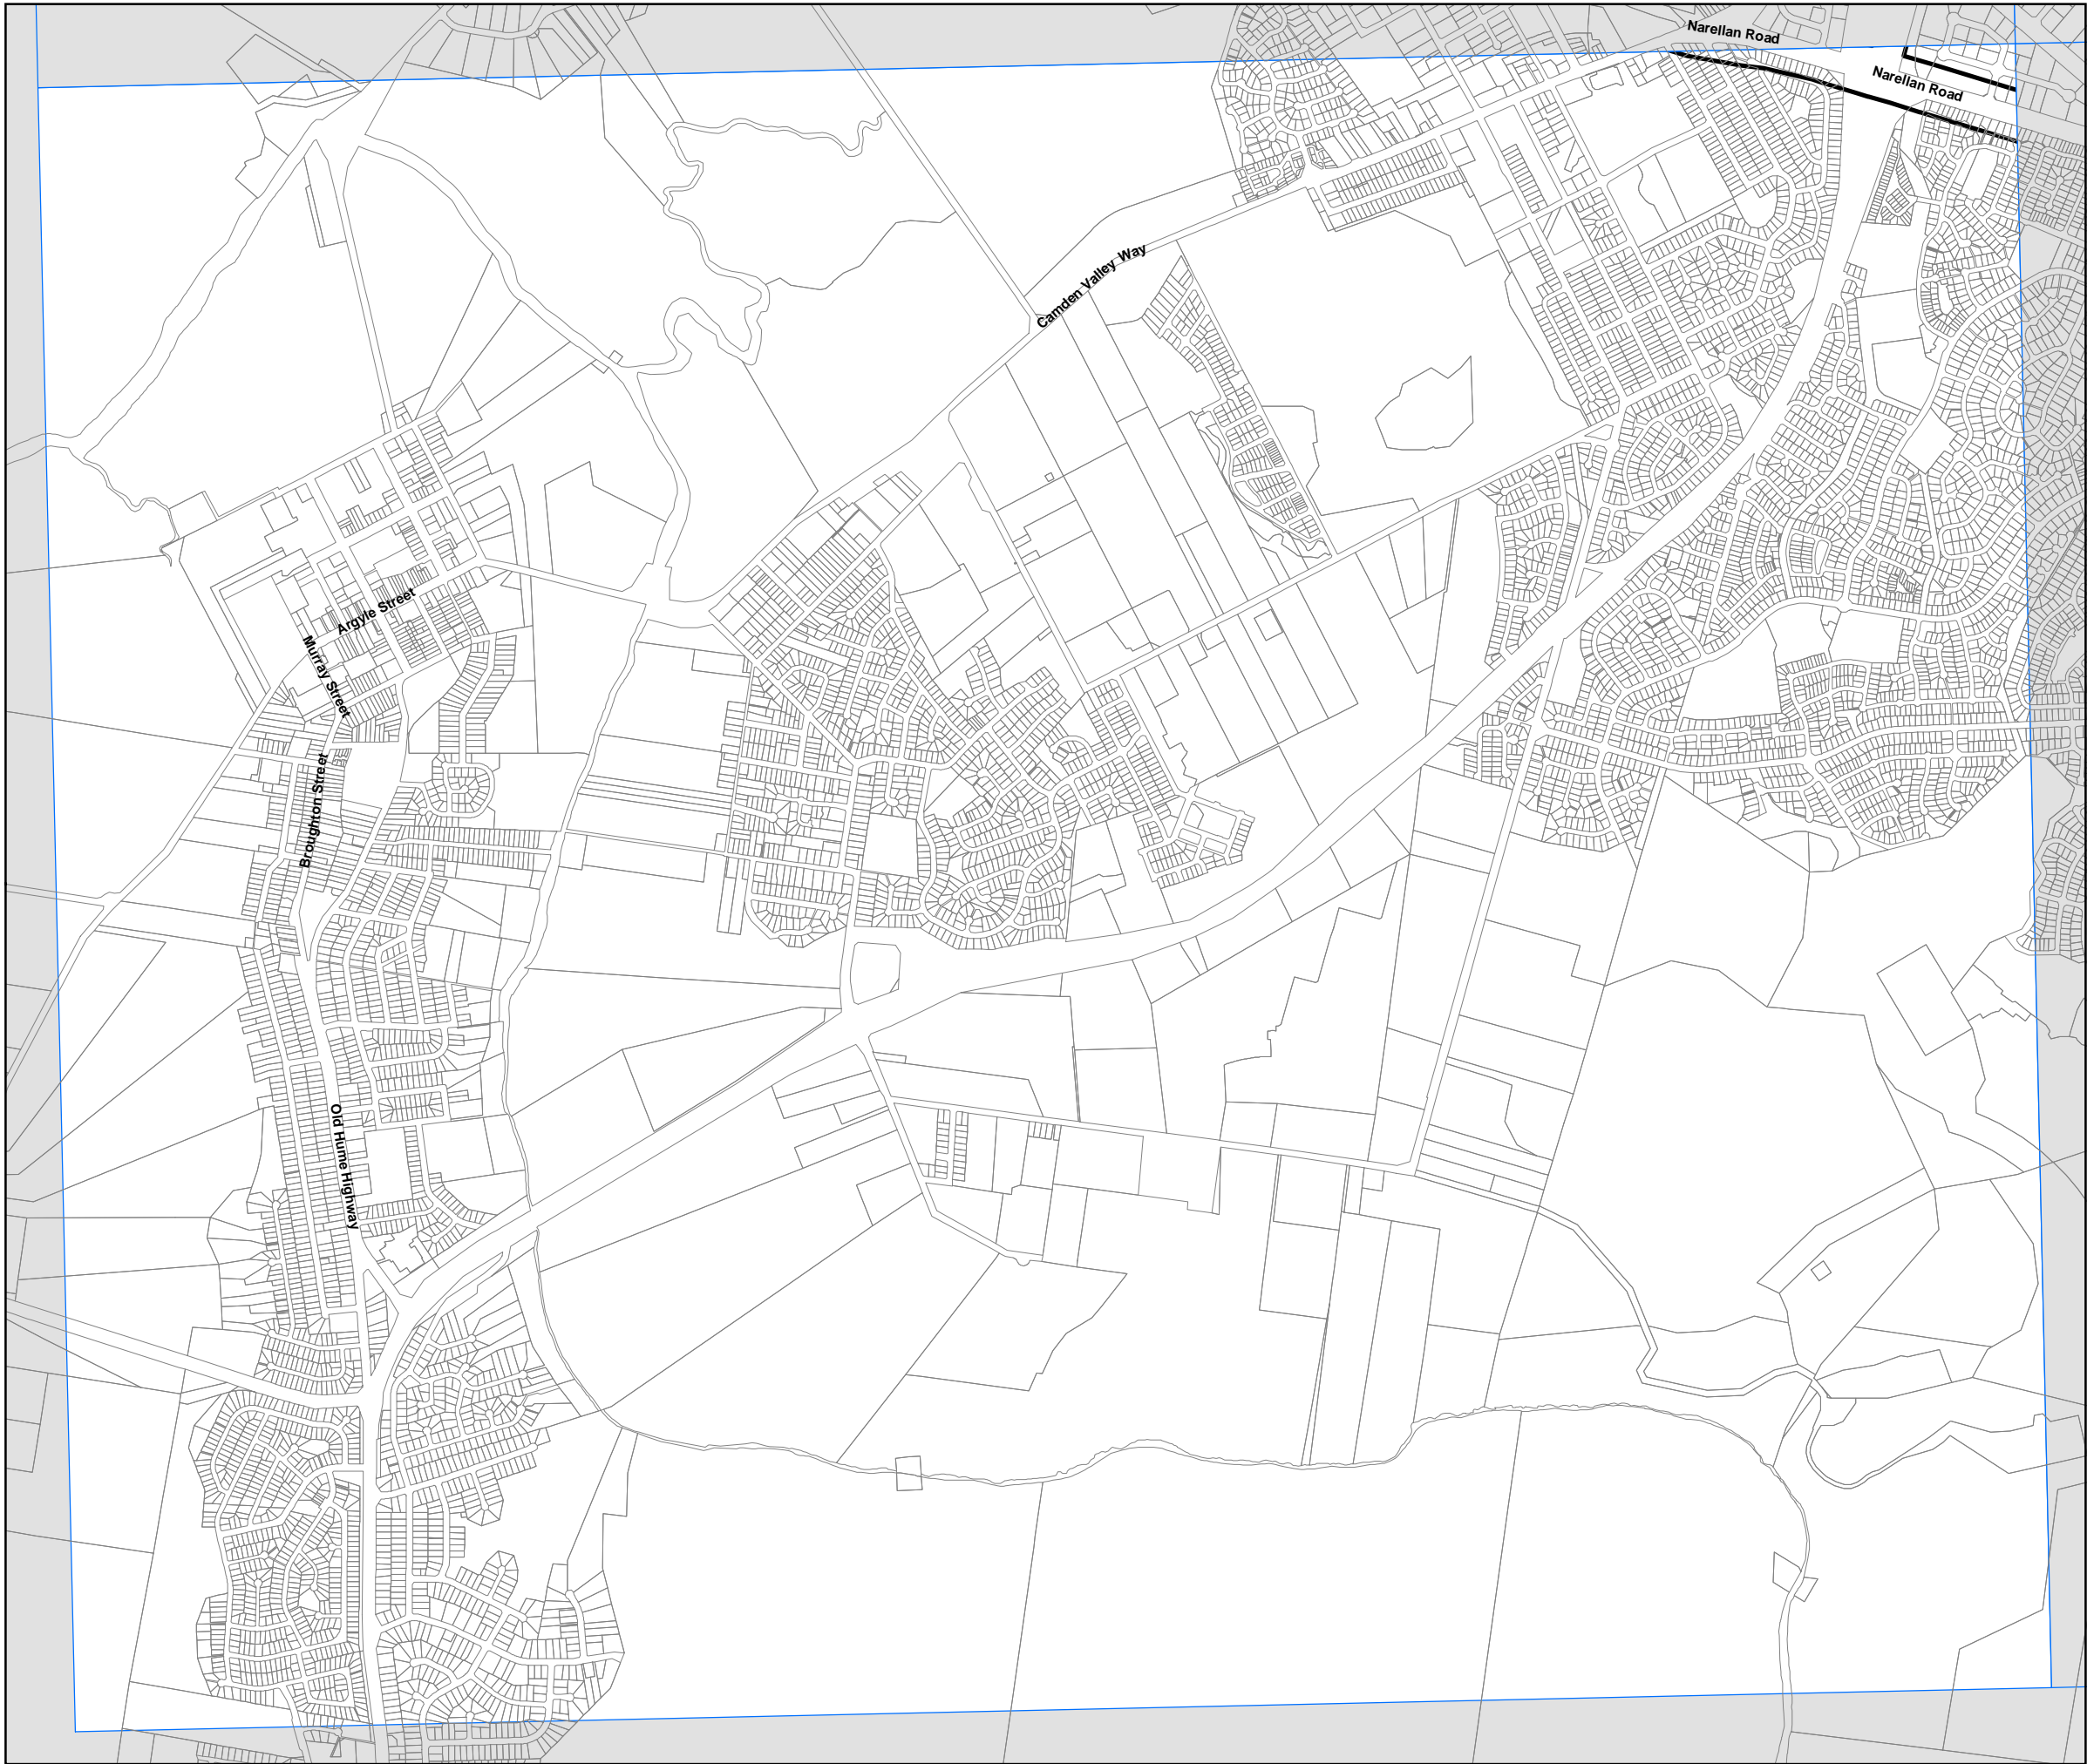 Narellan Road
Narellan Road
Camden Valley Way
Argyle Street
Murray Street
Broughton Street
Old Hume Highway